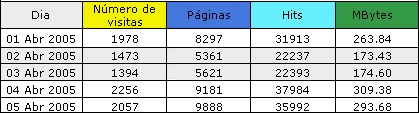 Dia Número de visitas Páginas Hits MBytes
01 Abr 2005 1978 8297 31913 263.84
02 Abr 2005 1473 5361 22237 173.43
03 Abr 2005 1394 5621 22393 174.60
04 Abr 2005 2256 9181 37984 309.38
05 Abr 2005 2057 9888 35992 293.68